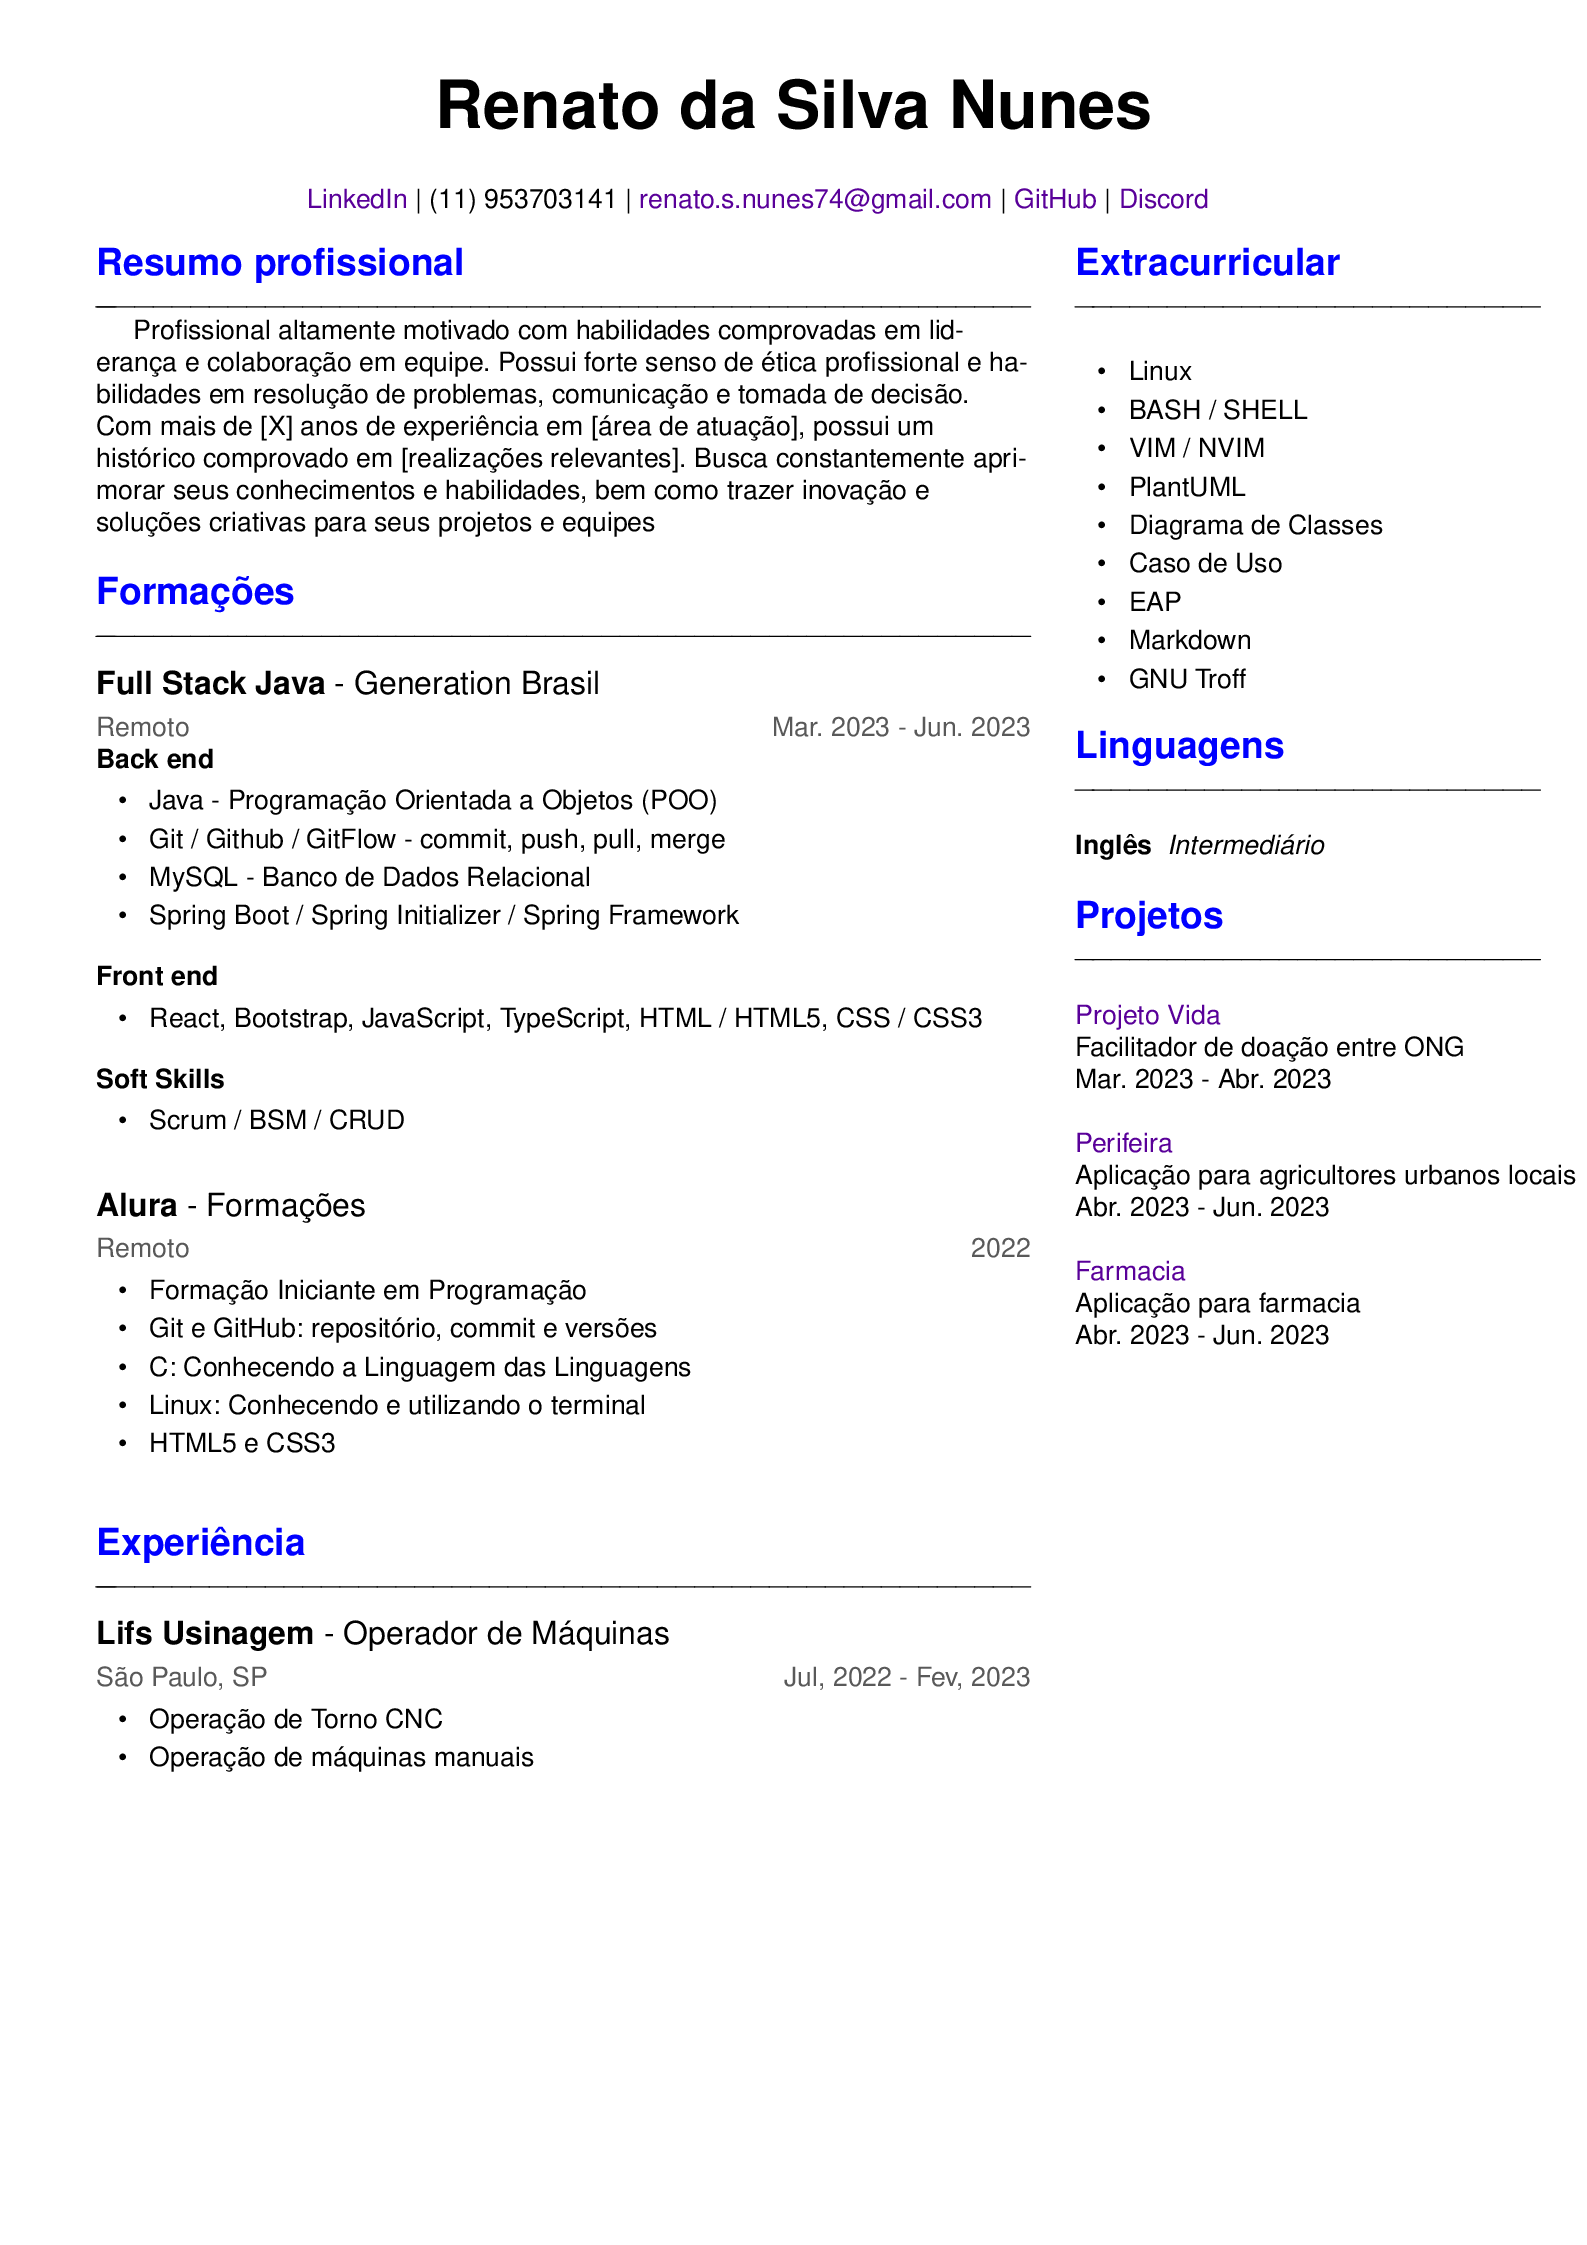 Renato da Silva Nunes
LinkedIn | (11) 953703141 | renato.s.nunes74@gmail.com | GitHub | Discord
Resumo profissional
Profissional altamente motivado com habilidades comprovadas em lid-
erança e colaboração em equipe. Possui forte senso de ética profissional e ha-
bilidades em resolução de problemas, comunicação e tomada de decisão.
Com mais de [X] anos de experiência em [área de atuação], possui um
histórico comprovado em [realizações relevantes]. Busca constantemente apri-
morar seus conhecimentos e habilidades, bem como trazer inovação e
soluções criativas para seus projetos e equipes
Formações
Full Stack Java - Generation Brasil
Remoto Mar. 2023 - Jun. 2023
Back end
• Java - Programação Orientada a Objetos (POO)
• Git / Github / GitFlow - commit, push, pull, merge
• MySQL - Banco de Dados Relacional
• Spring Boot / Spring Initializer / Spring Framework
Front end
• React, Bootstrap, JavaScript, TypeScript, HTML / HTML5, CSS / CSS3
Soft Skills
• Scrum / BSM / CRUD
Alura - Formações
Remoto 2022
• Formação Iniciante em Programação
• Git e GitHub: repositório, commit e versões
• C: Conhecendo a Linguagem das Linguagens
• Linux: Conhecendo e utilizando o terminal
• HTML5 e CSS3
Experiência
Lifs Usinagem - Operador de Máquinas
São Paulo, SP Jul, 2022 - Fev, 2023
• Operação de Torno CNC
• Operação de máquinas manuais
Extracurricular
• Linux
• BASH / SHELL
• VIM / NVIM
• PlantUML
• Diagrama de Classes
• Caso de Uso
• EAP
• Markdown
• GNU Troff
Linguagens
Inglês Intermediário
Projetos
Projeto Vida
Facilitador de doação entre ONG
Mar. 2023 - Abr. 2023
Perifeira
Aplicação para agricultores urbanos locais
Abr. 2023 - Jun. 2023
Farmacia
Aplicação para farmacia
Abr. 2023 - Jun. 2023